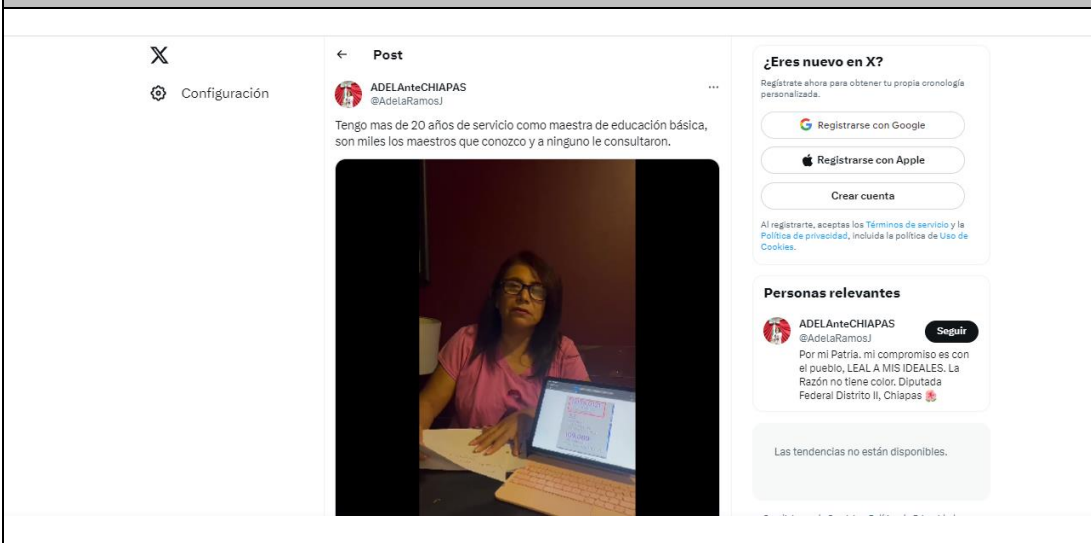 Post
Configuración
ADELAnteCHIAPAS
@AdelaRamosJ
Tengo mas de 20 años de servicio como maestra de educación básica,
son miles los maestros que conozco y a ninguno le consultaron.
¿Eres nuevo en X?
Regístrate ahora para obtener tu propia cronología
personalizada.
Registrarse con Google
Registrarse con Apple
Crear cuenta
Al registrarte, aceptas los Términos de servicio y la
Política de privacidad, incluida la política de Uso de
Cookies.
Personas relevantes
ADELAnteCHIAPAS
@AdelaRamosJ
Seguir
Por mi Patria. mi compromiso es con
el pueblo, LEAL A MIS IDEALES. La
Razón no tiene color. Diputada
Federal Distrito II, Chiapas
Las tendencias no están disponibles.